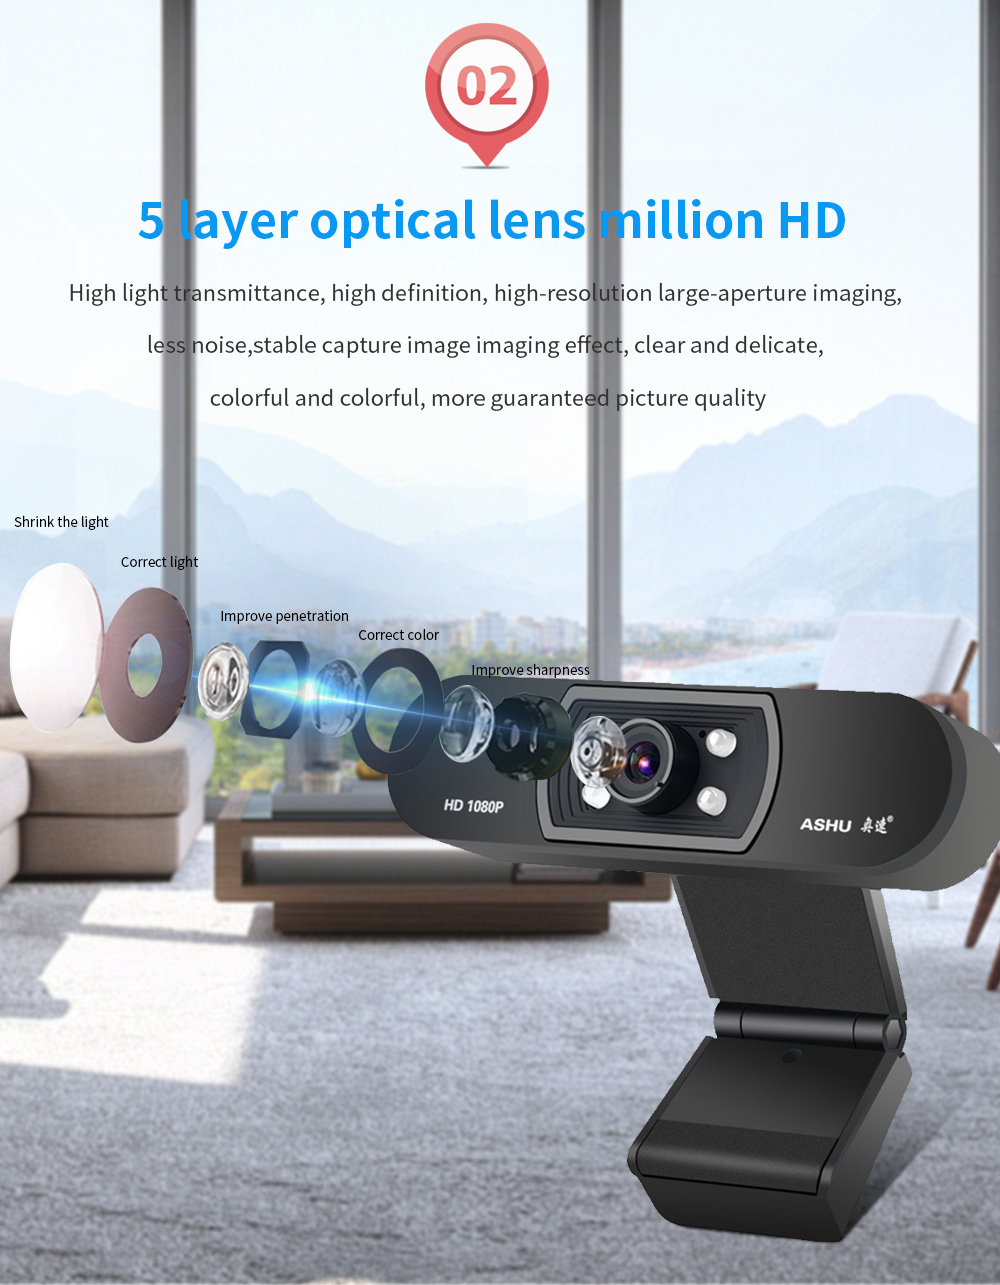 02
5 layer optical lens million HD
High light transmittance, high definition, high-resolution large-aperture imaging,
less noise,stable capture image imaging effect, clear and delicate,
colorful and colorful, more guaranteed picture quality
Shrink the light
Correct light
Improve penetration
Correct color
Improve sharpness
HD 1080P
ASHU 奥速®